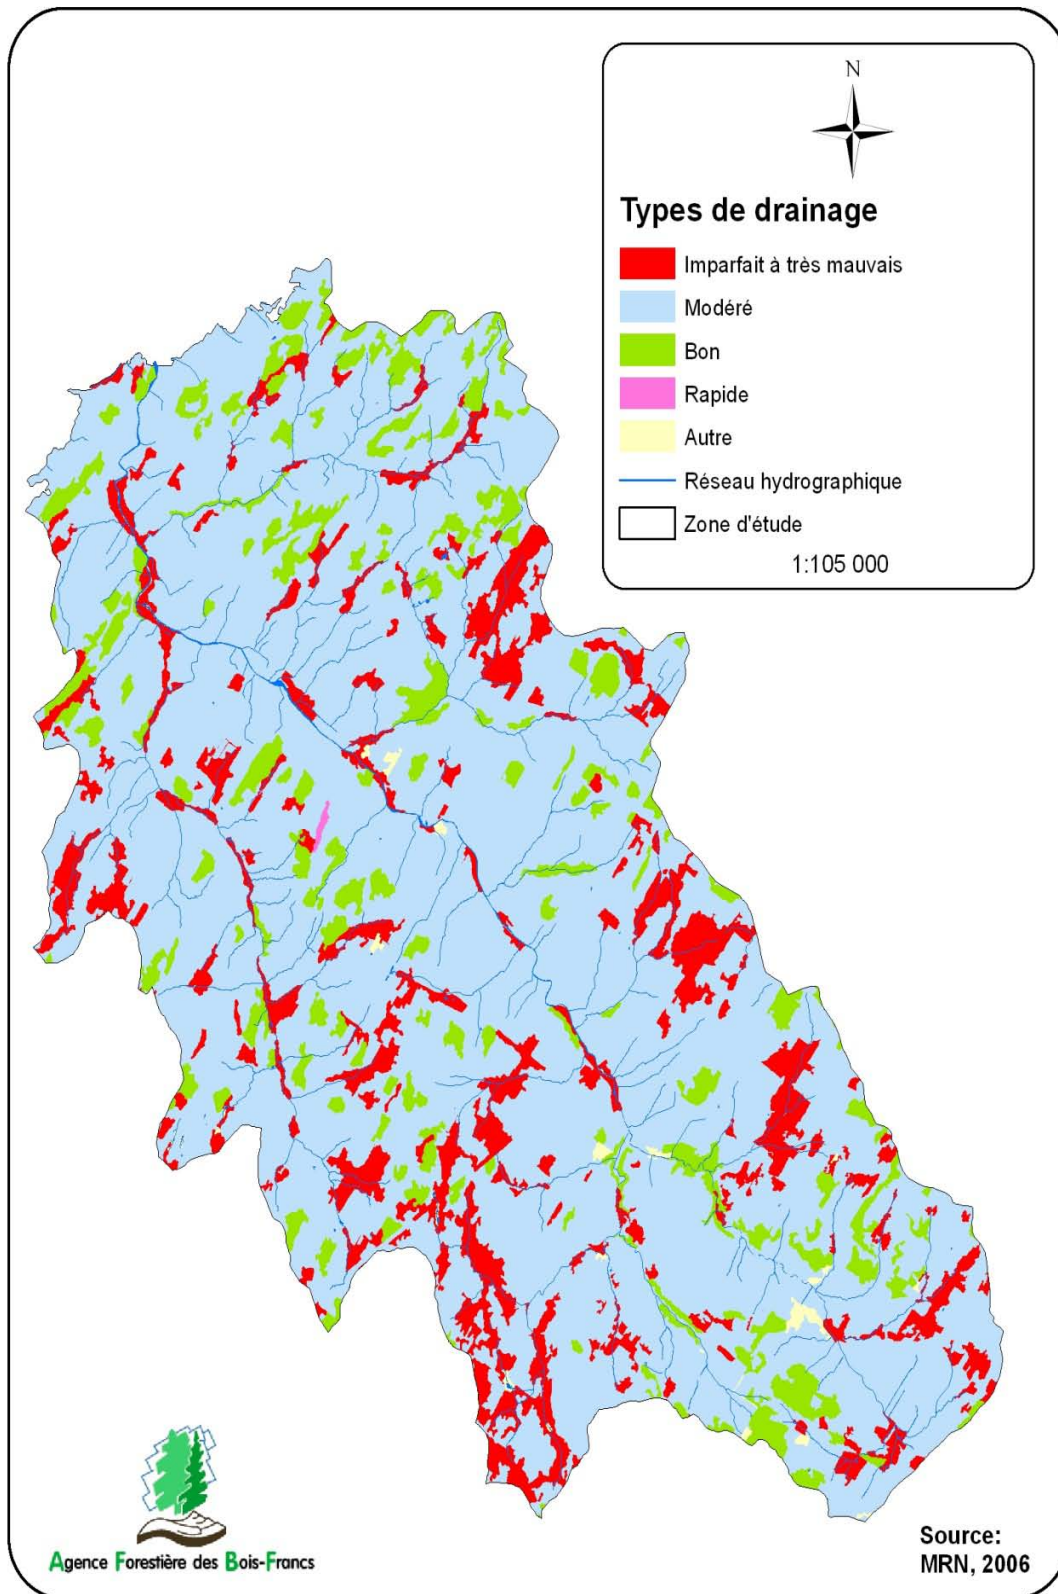 N
Types de drainage
Imparfait à très mauvais
Modéré
Bon
Rapide
Autre
Réseau hydrographique
Zone d'étude
1:105 000
Agence Forestière des Bois-Francs
Source:
MRN, 2006